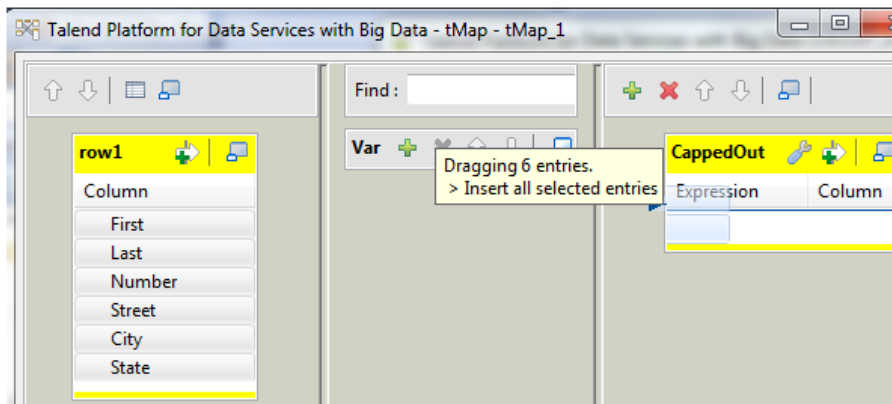 Talend Platform for Data Services with Big Data - tMap - tMap_1
Find :
row1
Column
First
Last
Number
Street
City
State
Var
Dragging 6 entries.
> Insert all selected entries
CappedOut
Expression Column